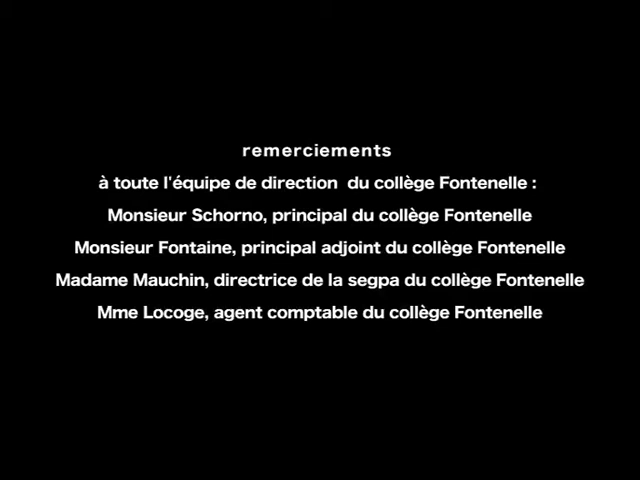 remerciements
à toute l'équipe de direction  du collège Fontenelle :
Monsieur Schorno, principal du collège Fontenelle
Monsieur Fontaine, principal adjoint du collège Fontenelle
Madame Mauchin, directrice de la segpa du collège Fontenelle
Mme Locoge, agent comptable du collège Fontenelle